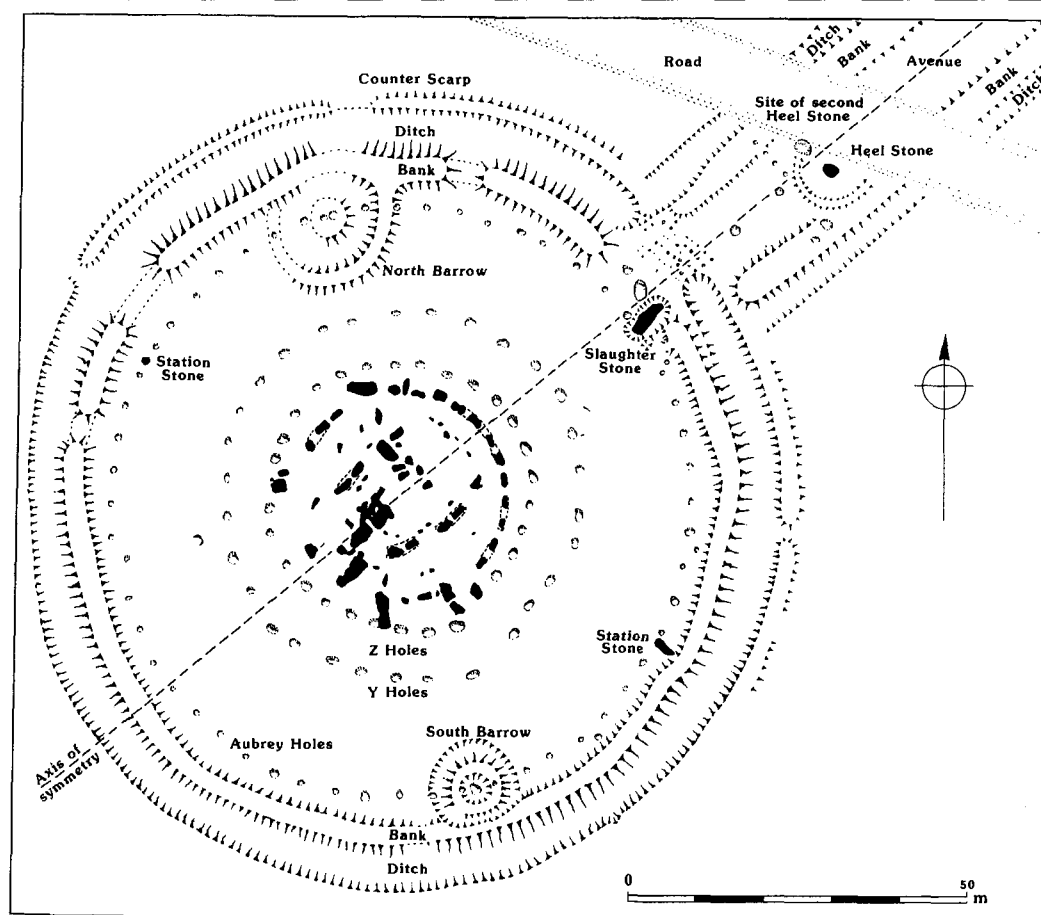 Counter Scarp
Ditch
Bank
North Barrow
Road
Ditch
Bank
Avenue
Bank
Ditch
Site of second
Heel Stone
Heel Stone
Slaughter
Stone
Station
Stone
Station
Stone
Z Holes
Y Holes
Aubrey Holes
South Barrow
Axis of
symmetry
Bank
Ditch
0
50
m